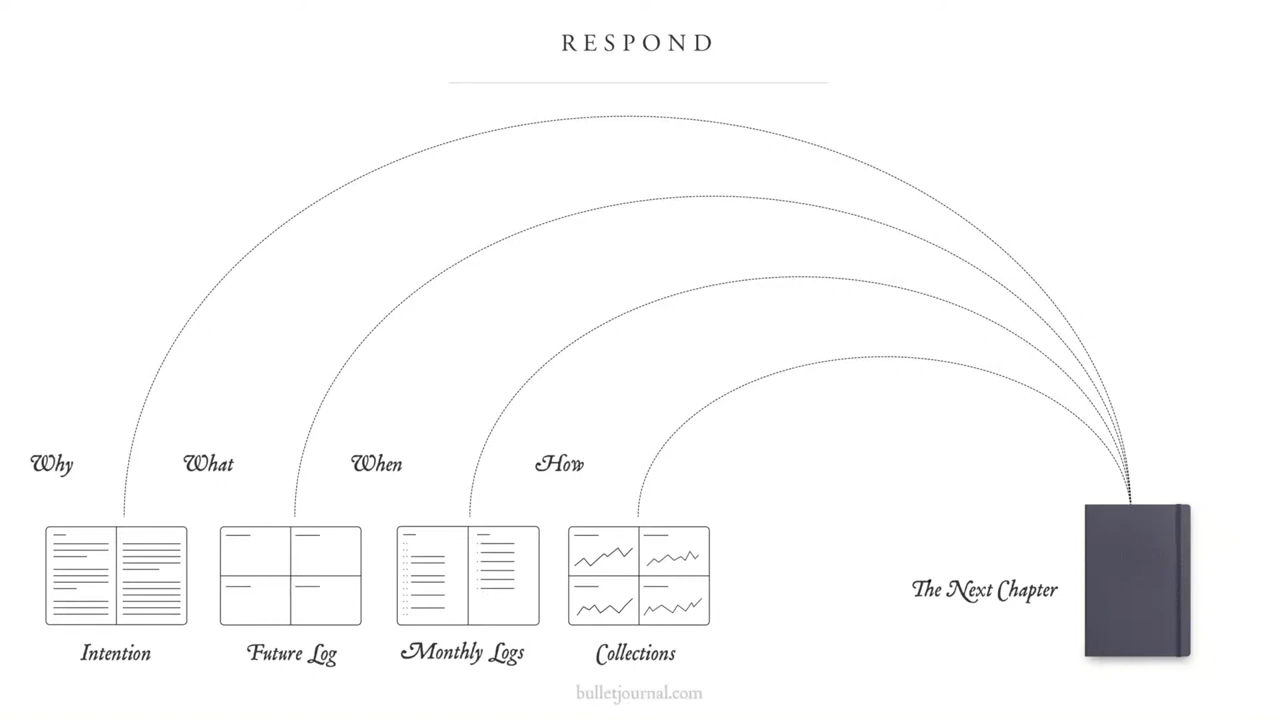 RESPOND
Why
What
When
How
The Next Chapter
Intention
Future Log
Monthly Logs
Collections
bulletjournal.com